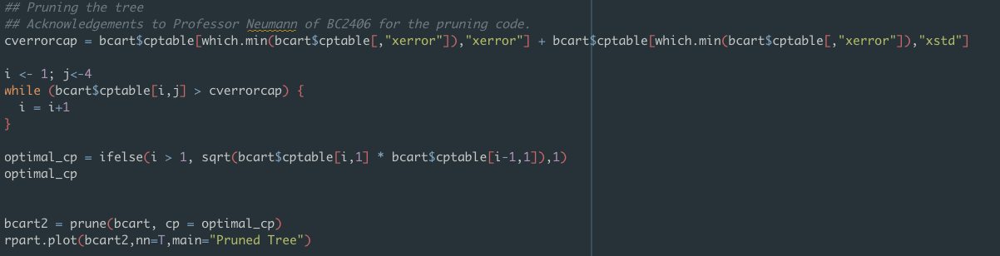 ## Pruning the tree
## Acknowledgements to Professor Neumann of BC2406 for the pruning code.
cverrorcap = bcart$cptable[which.min(bcart$cptable[,"xerror"]),"xerror"] + bcart$cptable[which.min(bcart$cptable[,"xerror"]),"xstd"]
i <- 1; j<-4
while (bcart$cptable[i,j] > cverrorcap) {
  i = i+1
}
optimal_cp = ifelse(i > 1, sqrt(bcart$cptable[i,1] * bcart$cptable[i-1,1]),1)
optimal_cp
bcart2 = prune(bcart, cp = optimal_cp)
rpart.plot(bcart2,nn=T,main="Pruned Tree")